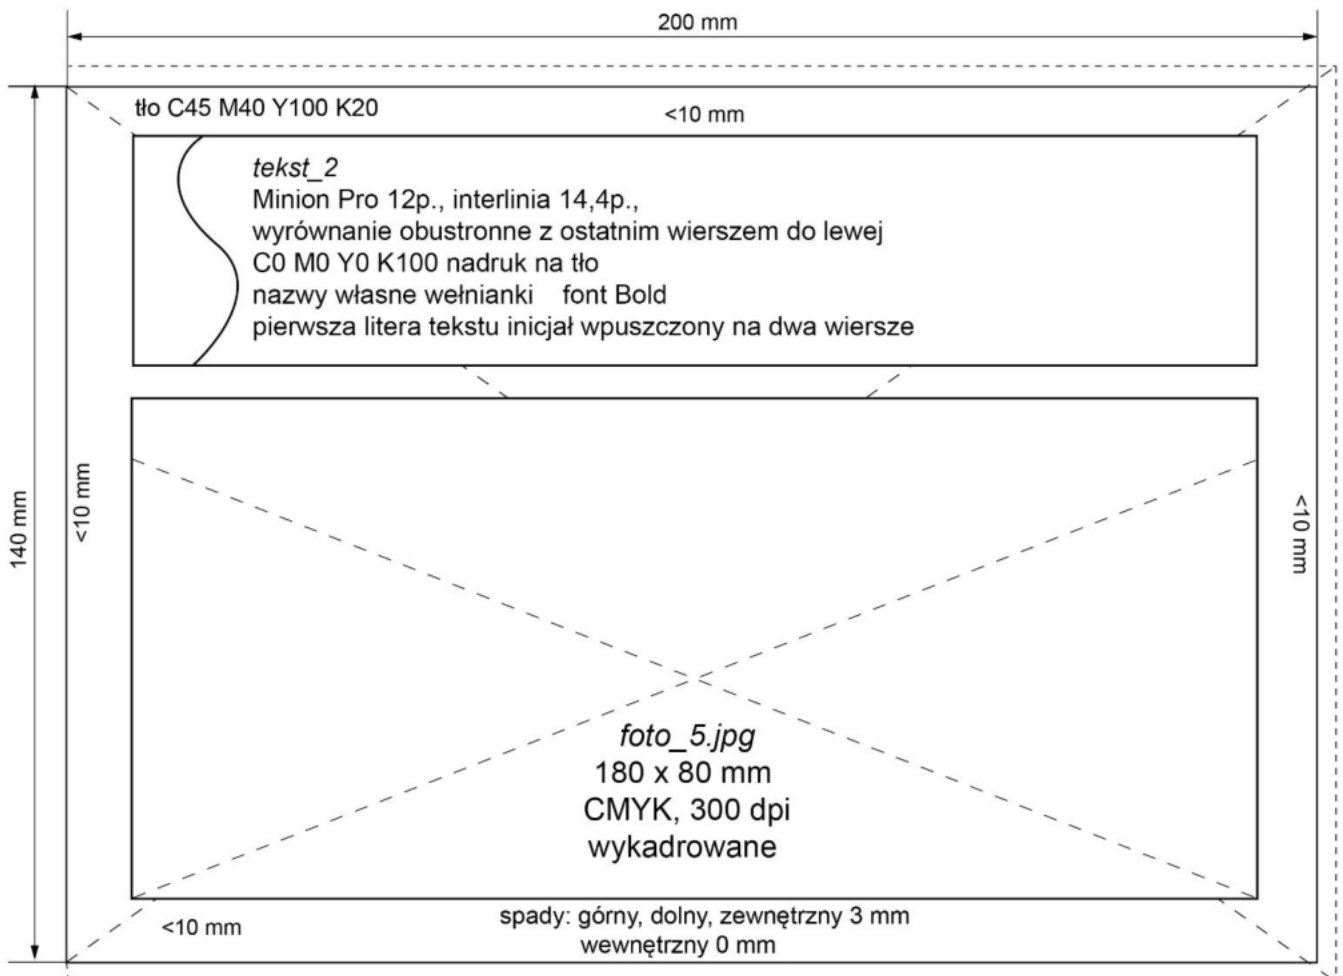 200 mm
tło C45 M40 Y100 K20
<10 mm
tekst_2
Minion Pro 12p., interlinia 14,4p.,
wyrównanie obustronne z ostatnim wierszem do lewej
C0 M0 Y0 K100 nadruk na tło
nazwy własne wełnianki font Bold
pierwsza litera tekstu inicjał wpuszczony na dwa wiersze
140 mm
<10 mm
<10 mm
foto_5.jpg
180 x 80 mm
CMYK, 300 dpi
wykadrowane
<10 mm
spady: górny, dolny, zewnętrzny 3 mm
wewnętrzny 0 mm